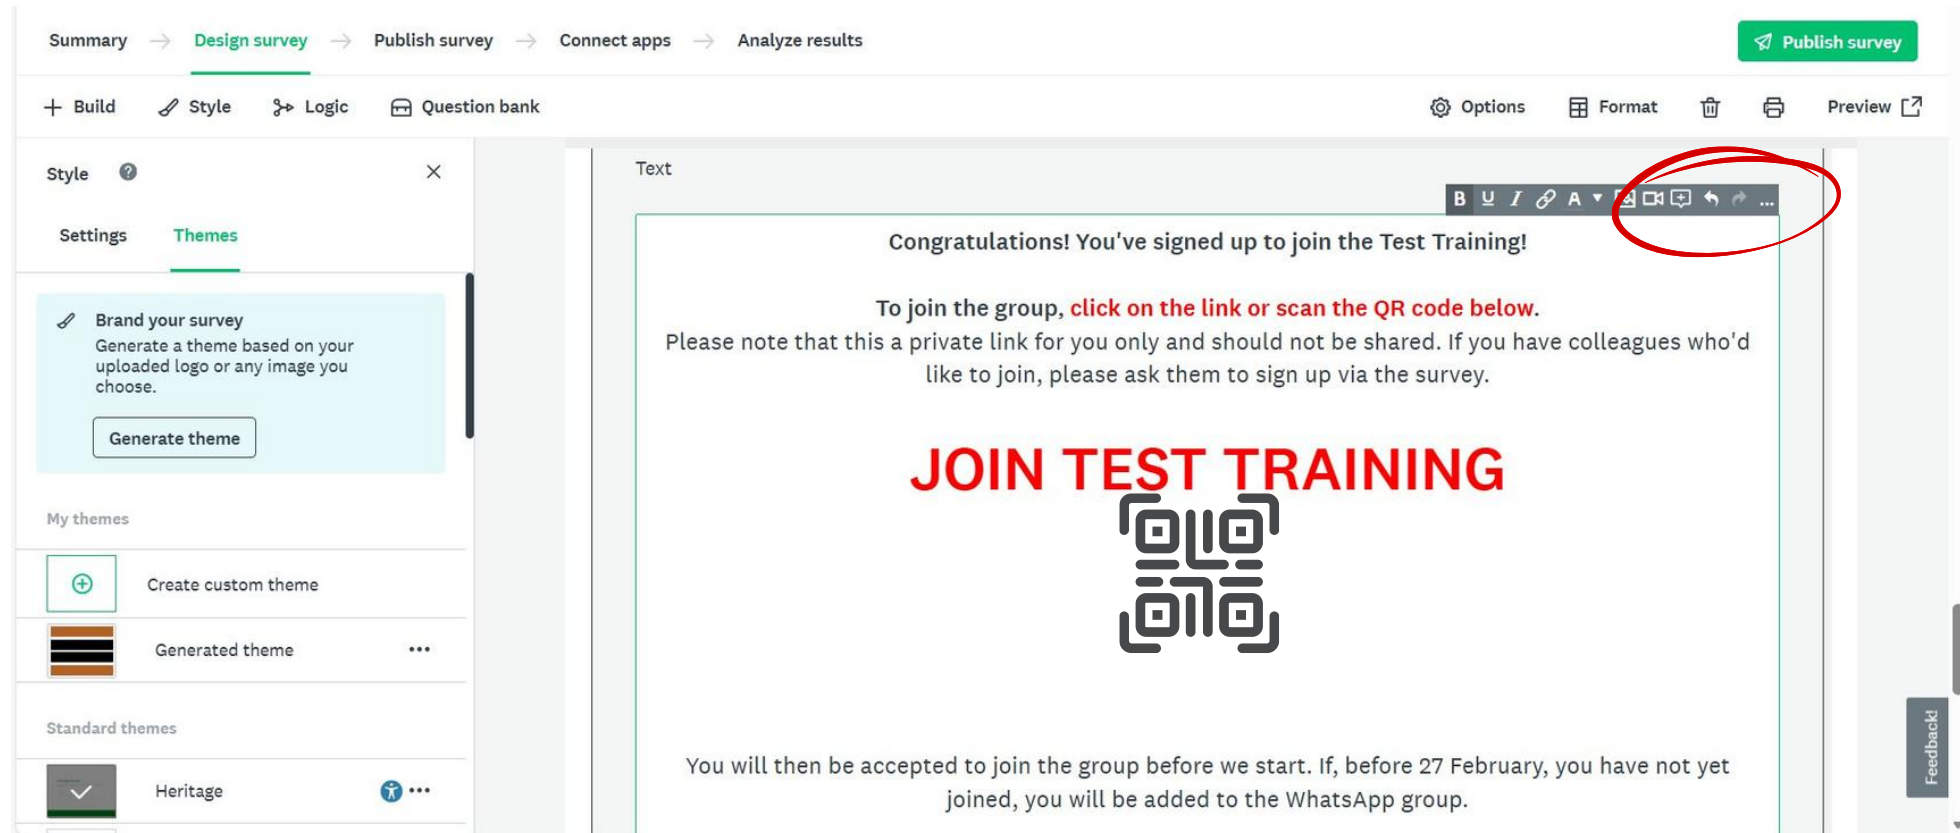 Summary Design survey Publish survey Connect apps Analyze results Publish survey
Build Style Logic Question bank Options Format Preview
Style
Settings Themes
Brand your survey
Generate a theme based on your
uploaded logo or any image you
choose.
Generate theme
My themes
Create custom theme
Generated theme
Standard themes
Heritage
Text
B U I A ...
Congratulations! You've signed up to join the Test Training!
To join the group, click on the link or scan the QR code below.
Please note that this a private link for you only and should not be shared. If you have colleagues who'd
like to join, please ask them to sign up via the survey.
JOIN TEST TRAINING
You will then be accepted to join the group before we start. If, before 27 February, you have not yet
joined, you will be added to the WhatsApp group.
Feedback!